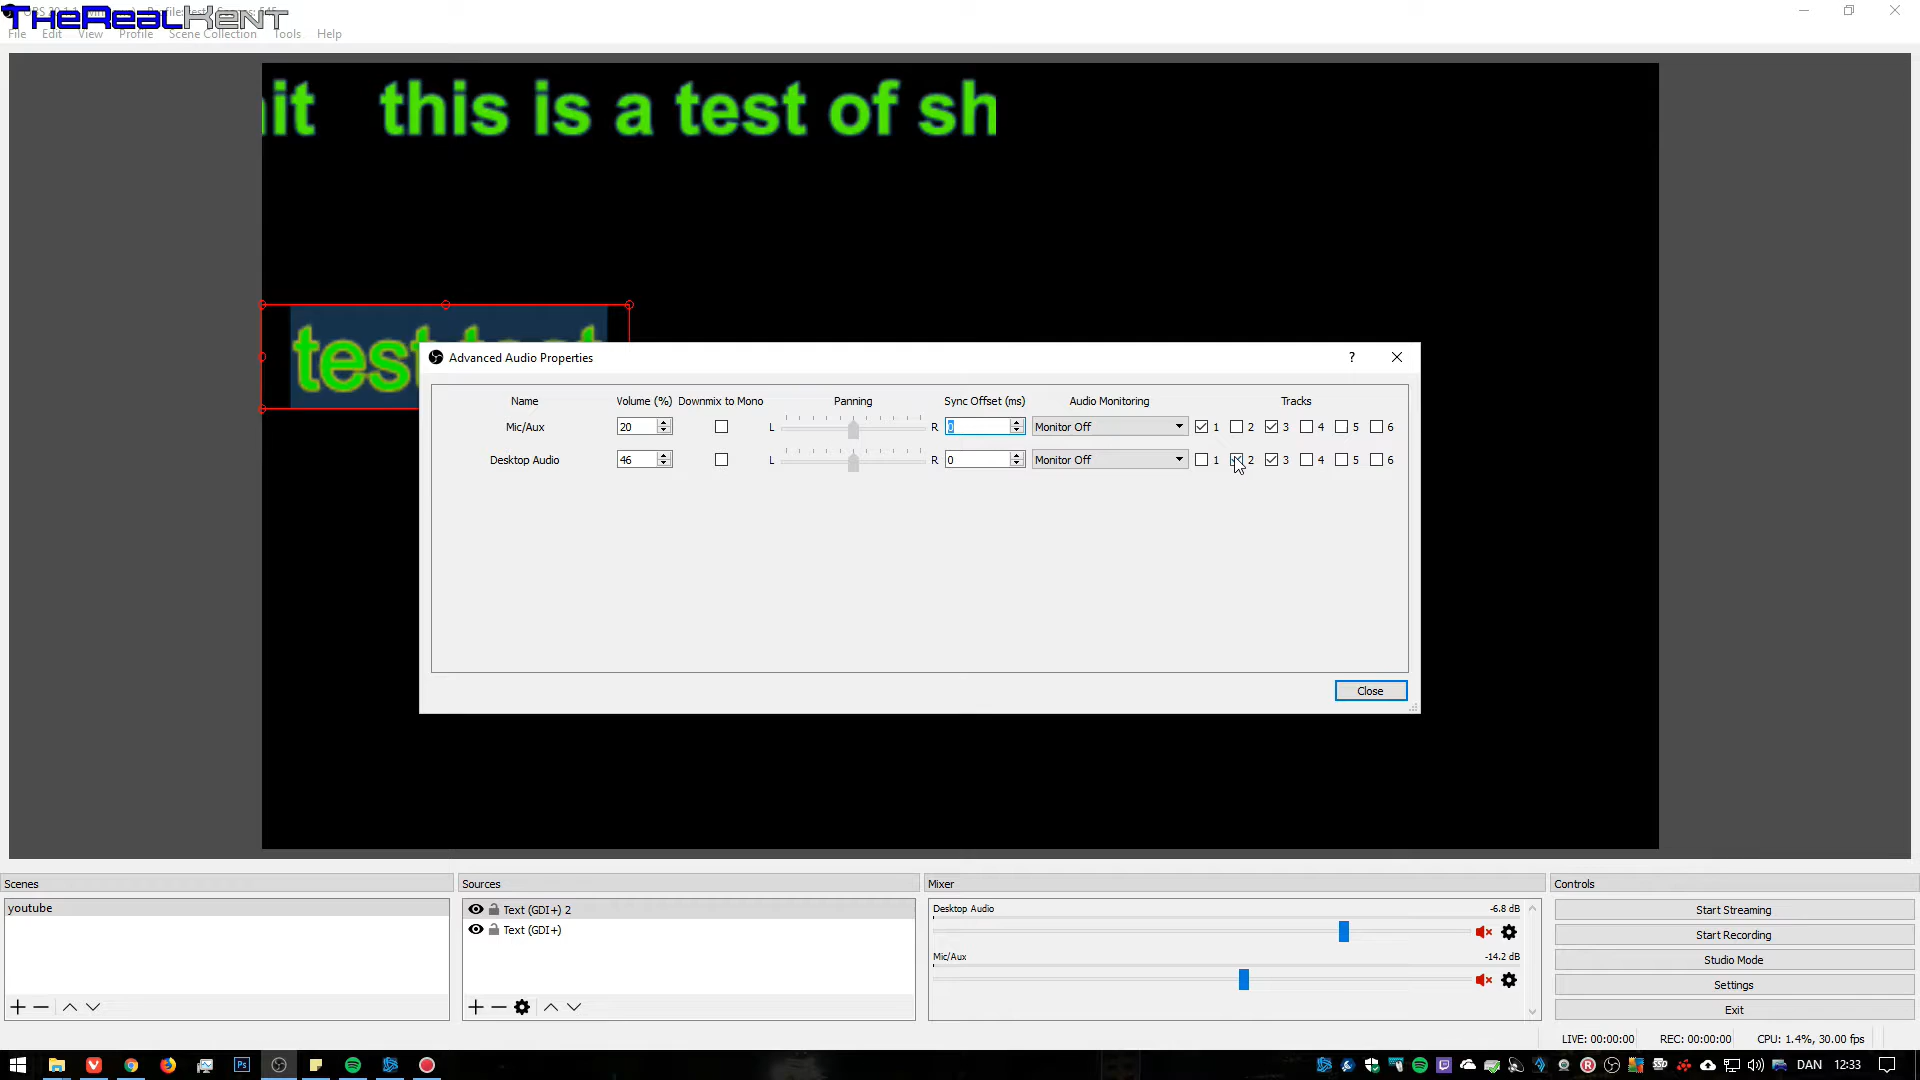 TheRealKent
File Edit View Profile Scene Collection Tools Help
it this is a test of sh
test
Advanced Audio Properties
?
Name Volume (%) Downmix to Mono Panning Sync Offset (ms) Audio Monitoring Tracks
Mic/Aux 20 L R 0 Monitor Off 1 2 3 4 5 6
Desktop Audio 46 L R 0 Monitor Off 1 2 3 4 5 6
Close
Scenes
youtube
Sources
Text (GDI+) 2
Text (GDI+)
Mixer
Desktop Audio -6.8 dB
Mic/Aux -14.2 dB
Controls
Start Streaming
Start Recording
Studio Mode
Settings
Exit
LIVE: 00:00:00 REC: 00:00:00 CPU: 1.4%, 30.00 fps
DAN 12:33